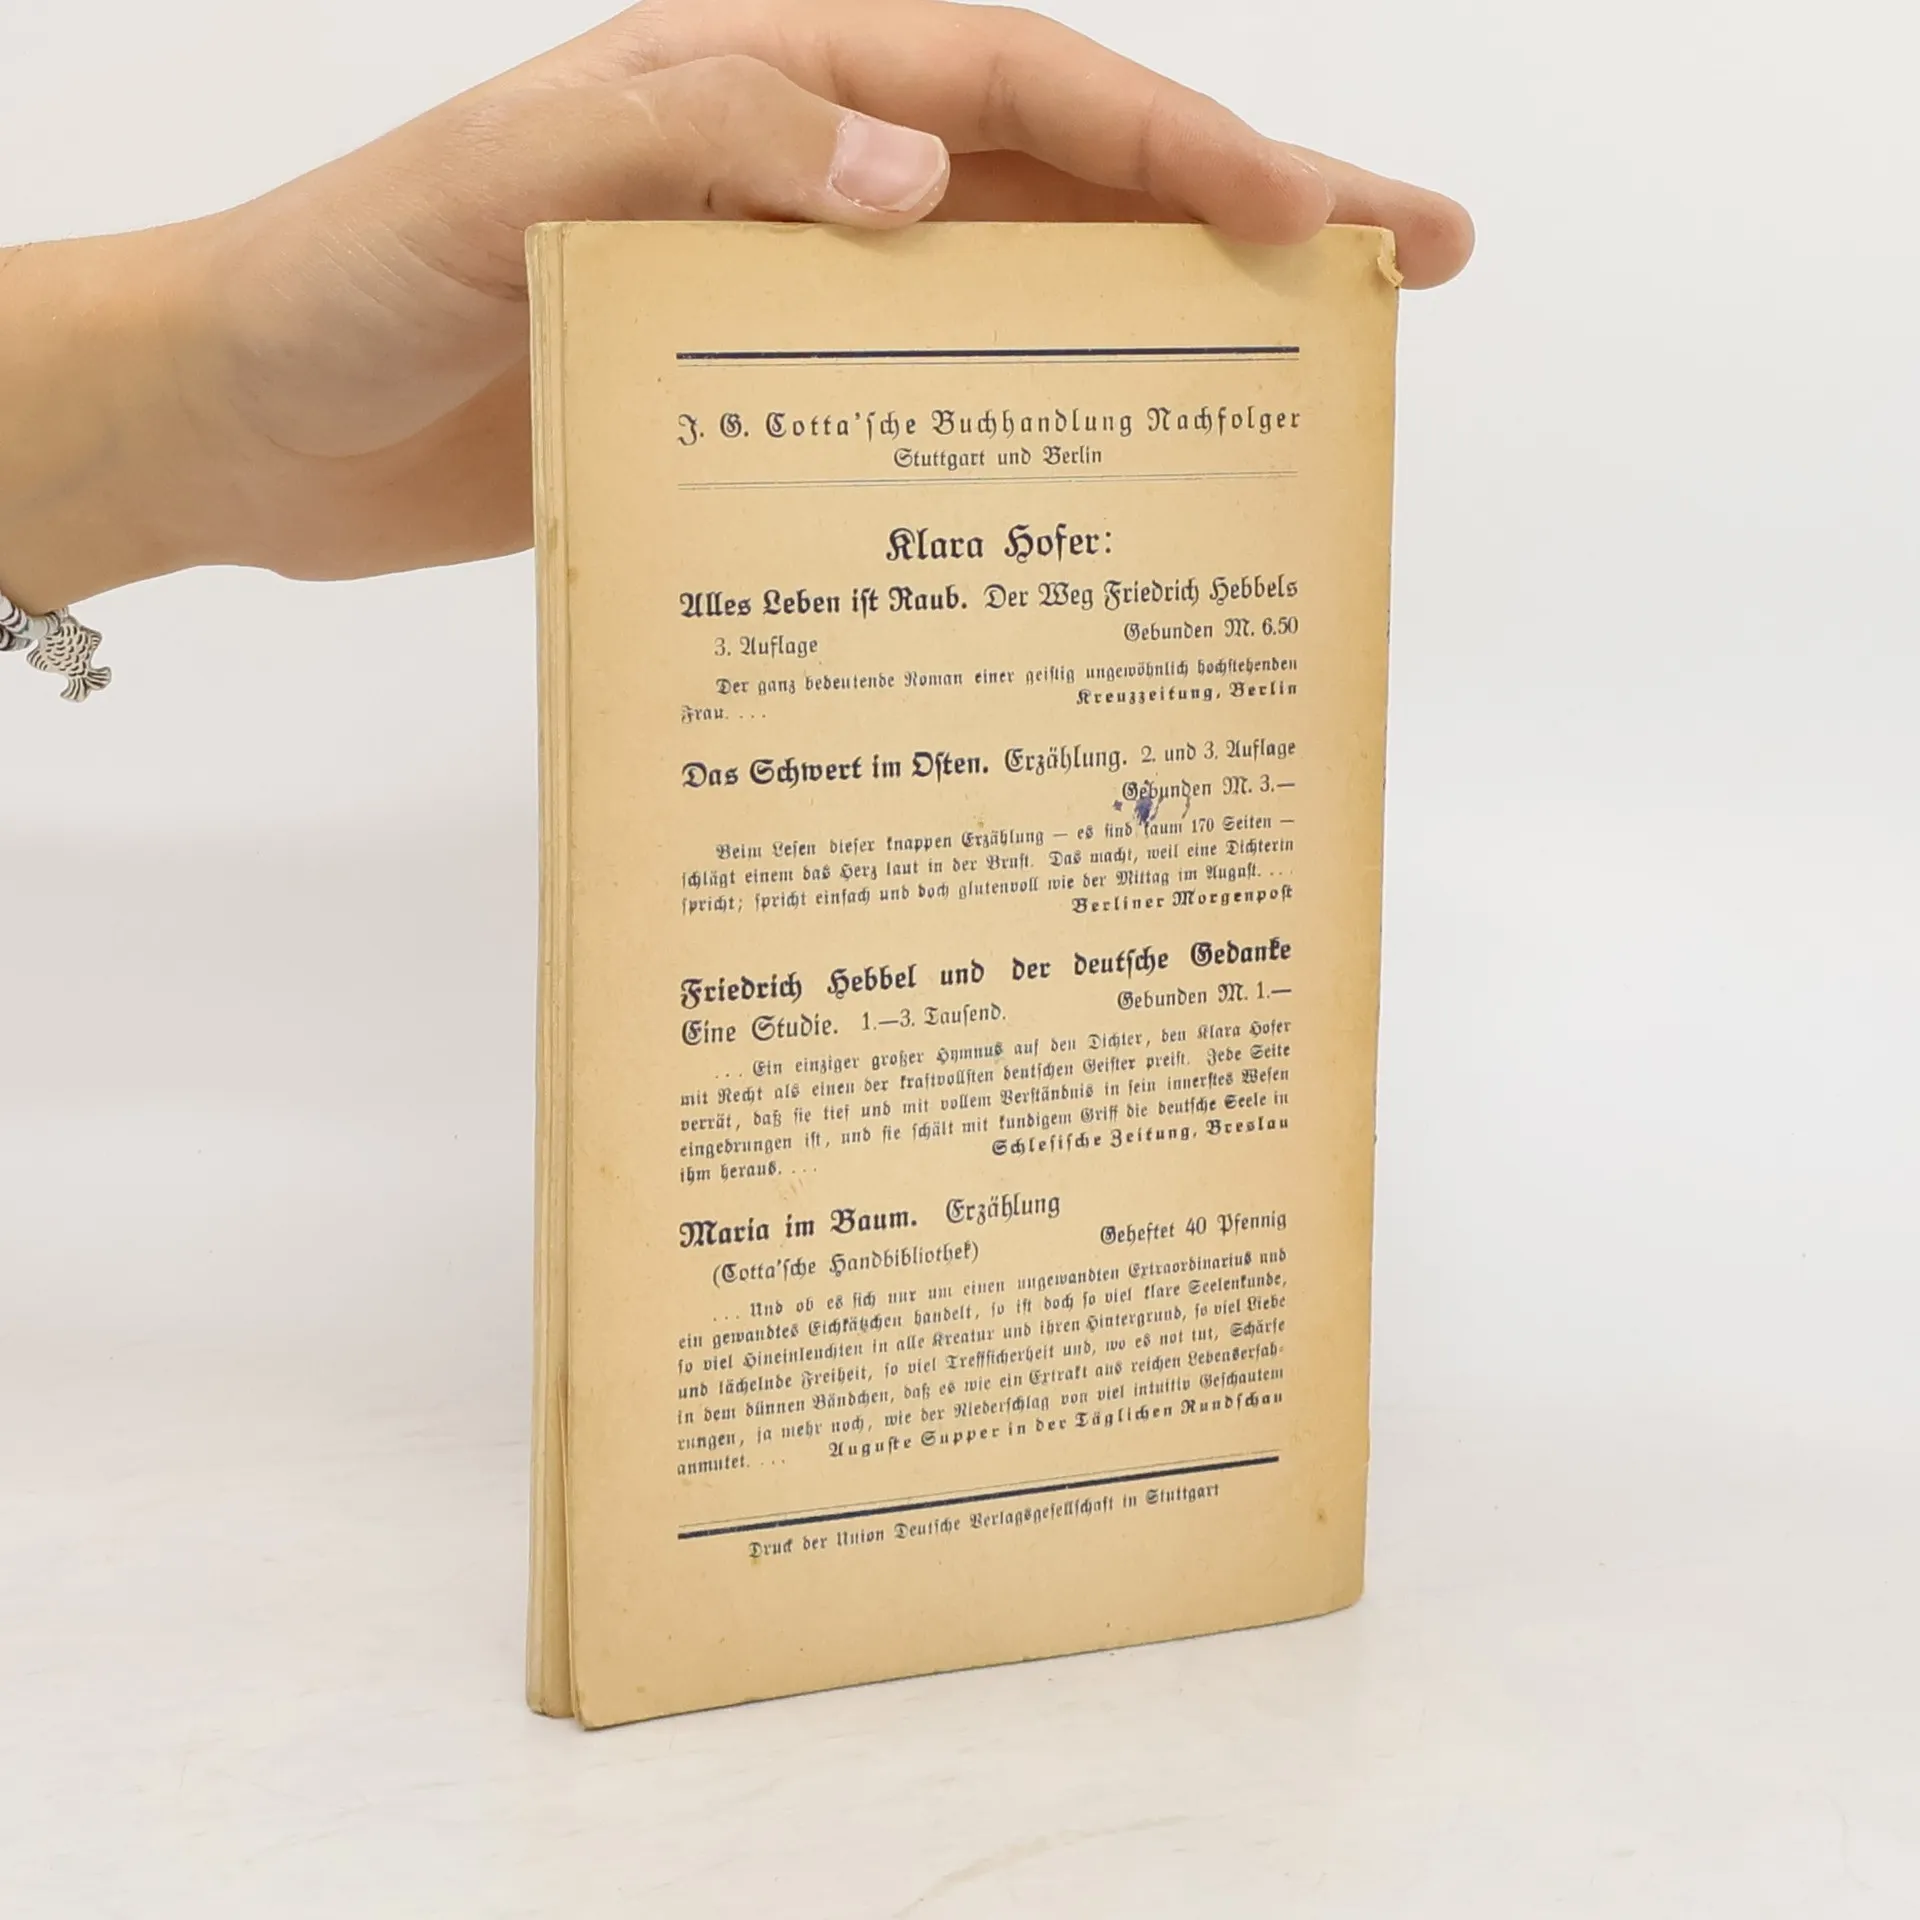 J. G. Cotta'ſche Buchhandlung Nachfolger
Stuttgart und Berlin
Klara Hofer:
Alles Leben iſt Raub. Der Weg Friedrich Hebbels
3. Auflage Gebunden M. 6.50
Der ganz bedeutende Roman einer geiſtig ungewöhnlich hochſtehenden
Frau. . . . Kreuzzeitung, Berlin
Das Schwert im Oſten. Erzählung. 2. und 3. Auflage
Gebunden M. 3.—
Beim Leſen dieſer knappen Erzählung — es ſind kaum 170 Seiten —
ſchlägt einem das Herz laut in der Bruſt. Das macht, weil eine Dichterin
ſpricht; ſpricht einfach und doch glutenvoll wie der Mittag im Auguſt. . . .
Berliner Morgenpoſt
Friedrich Hebbel und der deutſche Gedanke
Eine Studie. 1.—3. Tauſend. Gebunden M. 1.—
. . . Ein einziger großer Hymnus auf den Dichter, den Klara Hofer
mit Recht als einen der kraftvollſten deutſchen Geiſter preiſt. Jede Seite
verrät, daß ſie tief und mit vollem Verſtändnis in ſein innerſtes Weſen
eingedrungen iſt, und ſie ſchält mit kundigem Griff die deutſche Seele in
ihm heraus. . . . Schleſiſche Zeitung, Breslau
Maria im Baum. Erzählung
(Cotta'ſche Handbibliothek) Geheftet 40 Pfennig
. . . Und ob es ſich nur um einen ungewandten Extraordinarius und
ein gewandtes Eichkätzchen handelt, ſo iſt doch ſo viel klare Seelenkunde,
ſo viel Hineinleuchten in alle Kreatur und ihren Hintergrund, ſo viel Liebe
und lächelnde Freiheit, ſo viel Treffſicherheit und, wo es not tut, Schärfe
in dem dünnen Bändchen, daß es wie ein Extrakt aus reichen Lebenserfah-
rungen, ja mehr noch, wie der Niederſchlag von viel intuitiv Geſchautem
anmutet. . . . Auguſte Supper in der Täglichen Rundſchau
Druck der Union Deutſche Verlagsgeſellſchaft in Stuttgart